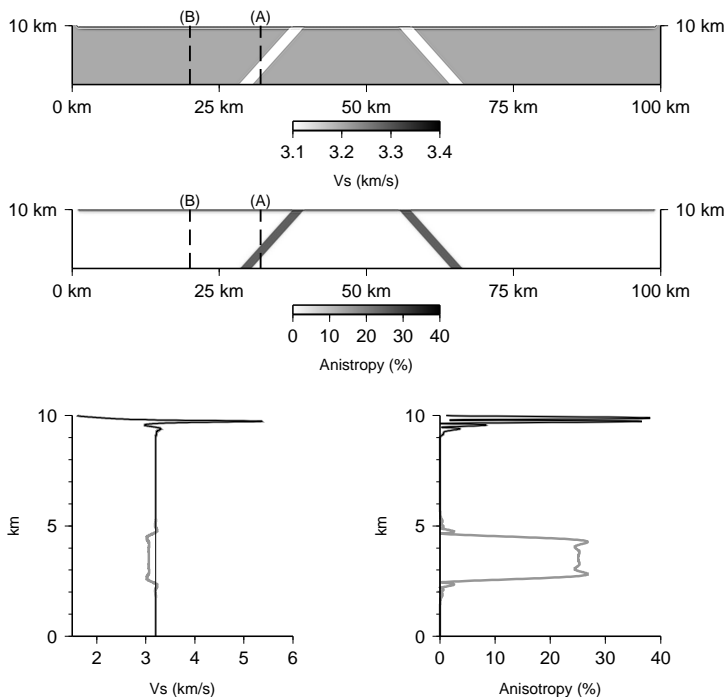 (B) (A)
10 km 10 km
0 km 25 km 50 km 75 km 100 km
3.1 3.2 3.3 3.4
Vs (km/s)
(B) (A)
10 km 10 km
0 km 25 km 50 km 75 km 100 km
0 10 20 30 40
Anistropy (%)
10 10
5 5
0 0
km km
2 3 4 5 6 0 10 20 30 40
Vs (km/s) Anisotropy (%)